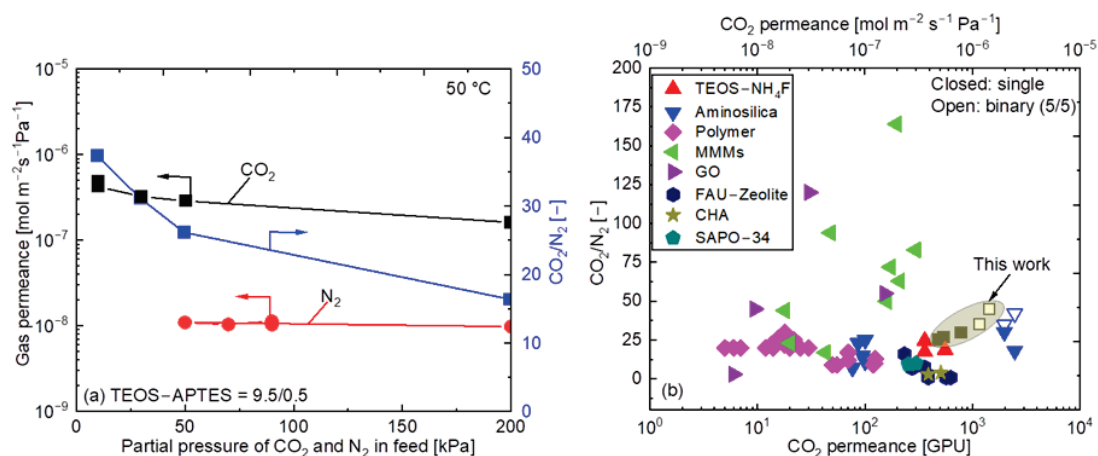 50 °C
CO₂
N₂
(a) TEOS−APTES = 9.5/0.5
Gas permeance [mol m⁻²s⁻¹Pa⁻¹]
10⁻⁵
10⁻⁶
10⁻⁷
10⁻⁸
10⁻⁹
0 50 100 150 200
Partial pressure of CO₂ and N₂ in feed [kPa]
50
40
30
20
10
0
CO₂/N₂ [−]
CO₂ permeance [mol m⁻² s⁻¹ Pa⁻¹]
10⁻⁹ 10⁻⁸ 10⁻⁷ 10⁻⁶ 10⁻⁵
200
175
150
125
100
75
50
25
0
CO₂/N₂ [−]
TEOS−NH₄F
Aminosilica
Polymer
MMMs
GO
FAU−Zeolite
CHA
SAPO−34
Closed: single
Open: binary (5/5)
This work
(b)
10⁰ 10¹ 10² 10³ 10⁴
CO₂ permeance [GPU]